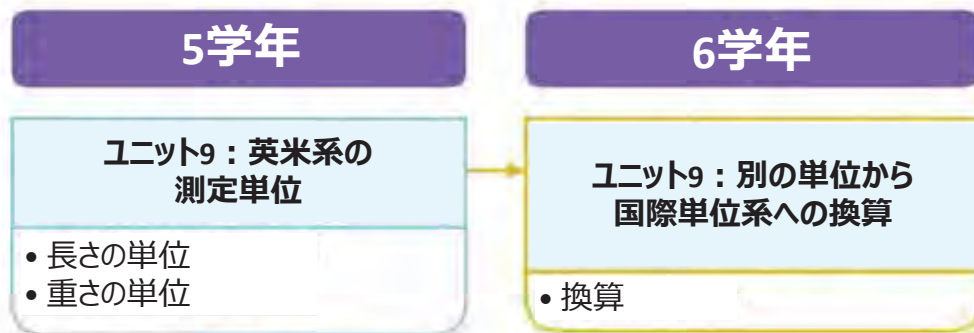 5学年
ユニット9：英米系の
測定単位
• 長さの単位
• 重さの単位
6学年
ユニット9：別の単位から
国際単位系への換算
• 換算